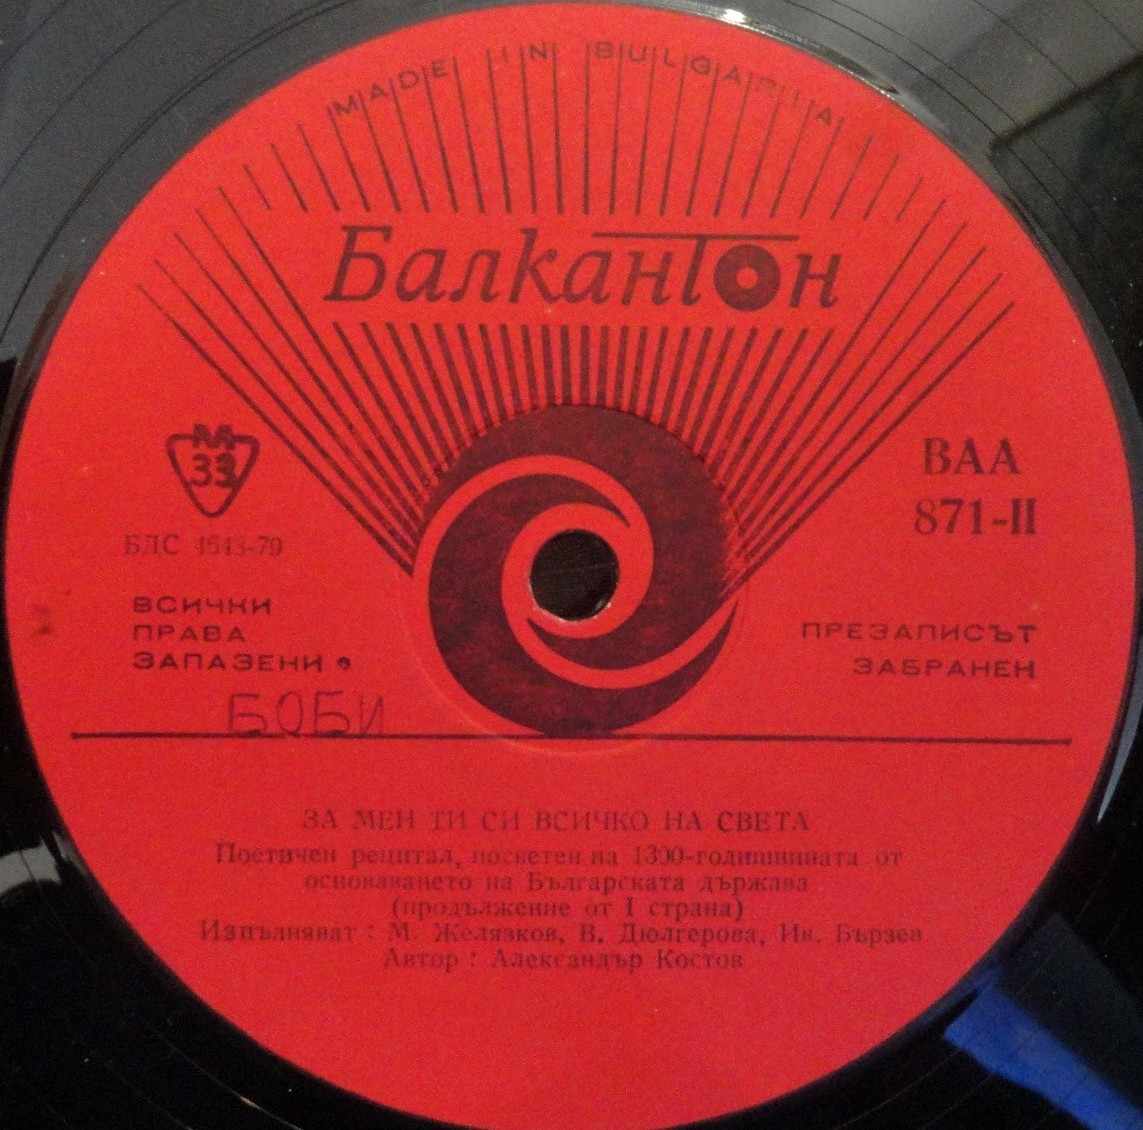 MADE IN BULGARIA
Балкантон
М
33
БДС 4643-79
ВАА
871-II
ВСИЧКИ
ПРАВА
ЗАПАЗЕНИ
ПРЕЗАПИСЪТ
ЗАБРАНЕН
БОБИ
ЗА МЕН ТИ СИ ВСИЧКО НА СВЕТА
Поетичен рецитал, посветен на 1300-годишнината от
основаването на Българската държава
(продължение от I страна)
Изпълняват : М. Желязков, В. Дюлгерова, Ив. Бързев
Автор : Александър Костов